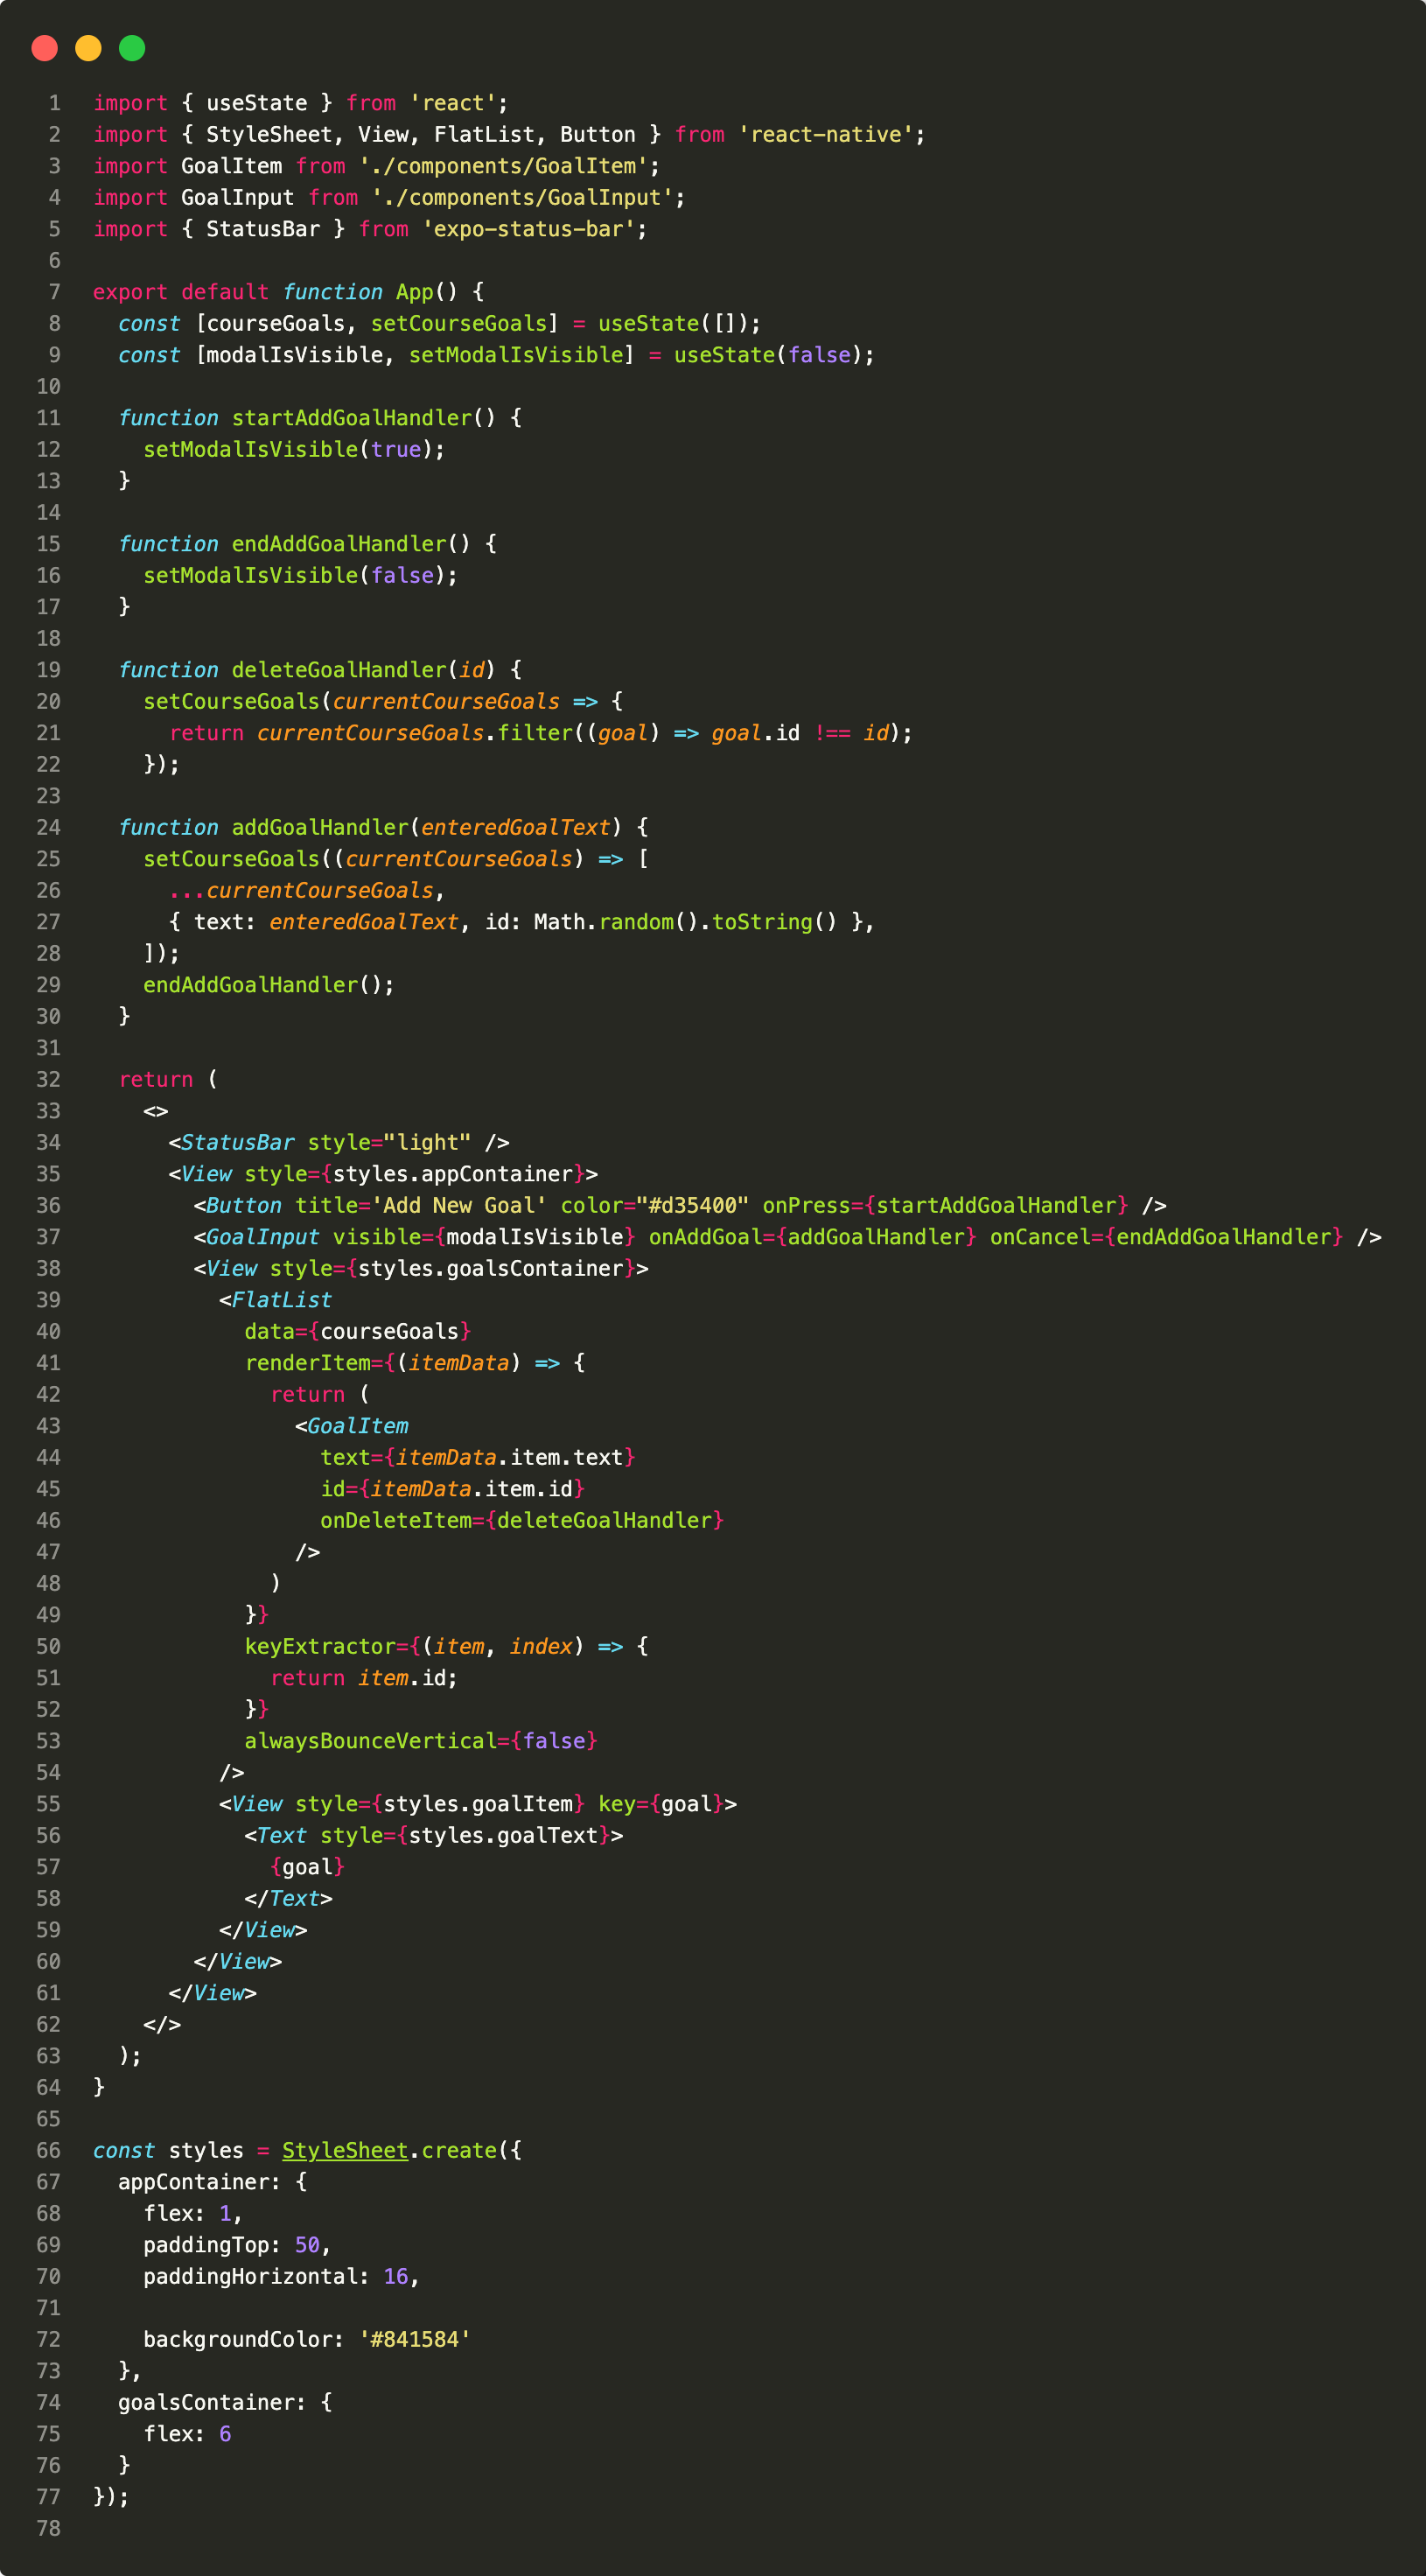 1 import { useState } from 'react';
2 import { StyleSheet, View, FlatList, Button } from 'react-native';
3 import GoalItem from './components/GoalItem';
4 import GoalInput from './components/GoalInput';
5 import { StatusBar } from 'expo-status-bar';
6
7 export default function App() {
8   const [courseGoals, setCourseGoals] = useState([]);
9   const [modalIsVisible, setModalIsVisible] = useState(false);
10
11   function startAddGoalHandler() {
12     setModalIsVisible(true);
13   }
14
15   function endAddGoalHandler() {
16     setModalIsVisible(false);
17   }
18
19   function deleteGoalHandler(id) {
20     setCourseGoals(currentCourseGoals => {
21       return currentCourseGoals.filter((goal) => goal.id !== id);
22     });
23
24   function addGoalHandler(enteredGoalText) {
25     setCourseGoals((currentCourseGoals) => [
26       ...currentCourseGoals,
27       { text: enteredGoalText, id: Math.random().toString() },
28     ]);
29     endAddGoalHandler();
30   }
31
32   return (
33     <>
34       <StatusBar style="light" />
35       <View style={styles.appContainer}>
36         <Button title='Add New Goal' color="#d35400" onPress={startAddGoalHandler} />
37         <GoalInput visible={modalIsVisible} onAddGoal={addGoalHandler} onCancel={endAddGoalHandler} />
38         <View style={styles.goalsContainer}>
39           <FlatList
40             data={courseGoals}
41             renderItem={(itemData) => {
42               return (
43                 <GoalItem
44                   text={itemData.item.text}
45                   id={itemData.item.id}
46                   onDeleteItem={deleteGoalHandler}
47                 />
48               )
49             }}
50             keyExtractor={(item, index) => {
51               return item.id;
52             }}
53             alwaysBounceVertical={false}
54           />
55           <View style={styles.goalItem} key={goal}>
56             <Text style={styles.goalText}>
57               {goal}
58             </Text>
59           </View>
60         </View>
61       </View>
62     </>
63   );
64 }
65
66 const styles = StyleSheet.create({
67   appContainer: {
68     flex: 1,
69     paddingTop: 50,
70     paddingHorizontal: 16,
71
72     backgroundColor: '#841584'
73   },
74   goalsContainer: {
75     flex: 6
76   }
77 });
78